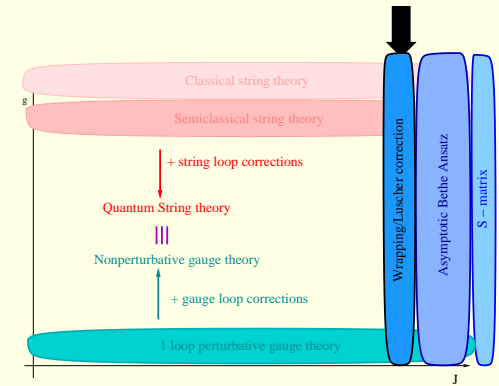 Classical string theory
g
Semiclassical string theory
+ string loop corrections
Quantum String theory
Nonperturbative gauge theory
+ gauge loop corrections
1 loop perturbative gauge theory
J
Wrapping/Luscher correction
Asymptotic Bethe Ansatz
S – matrix